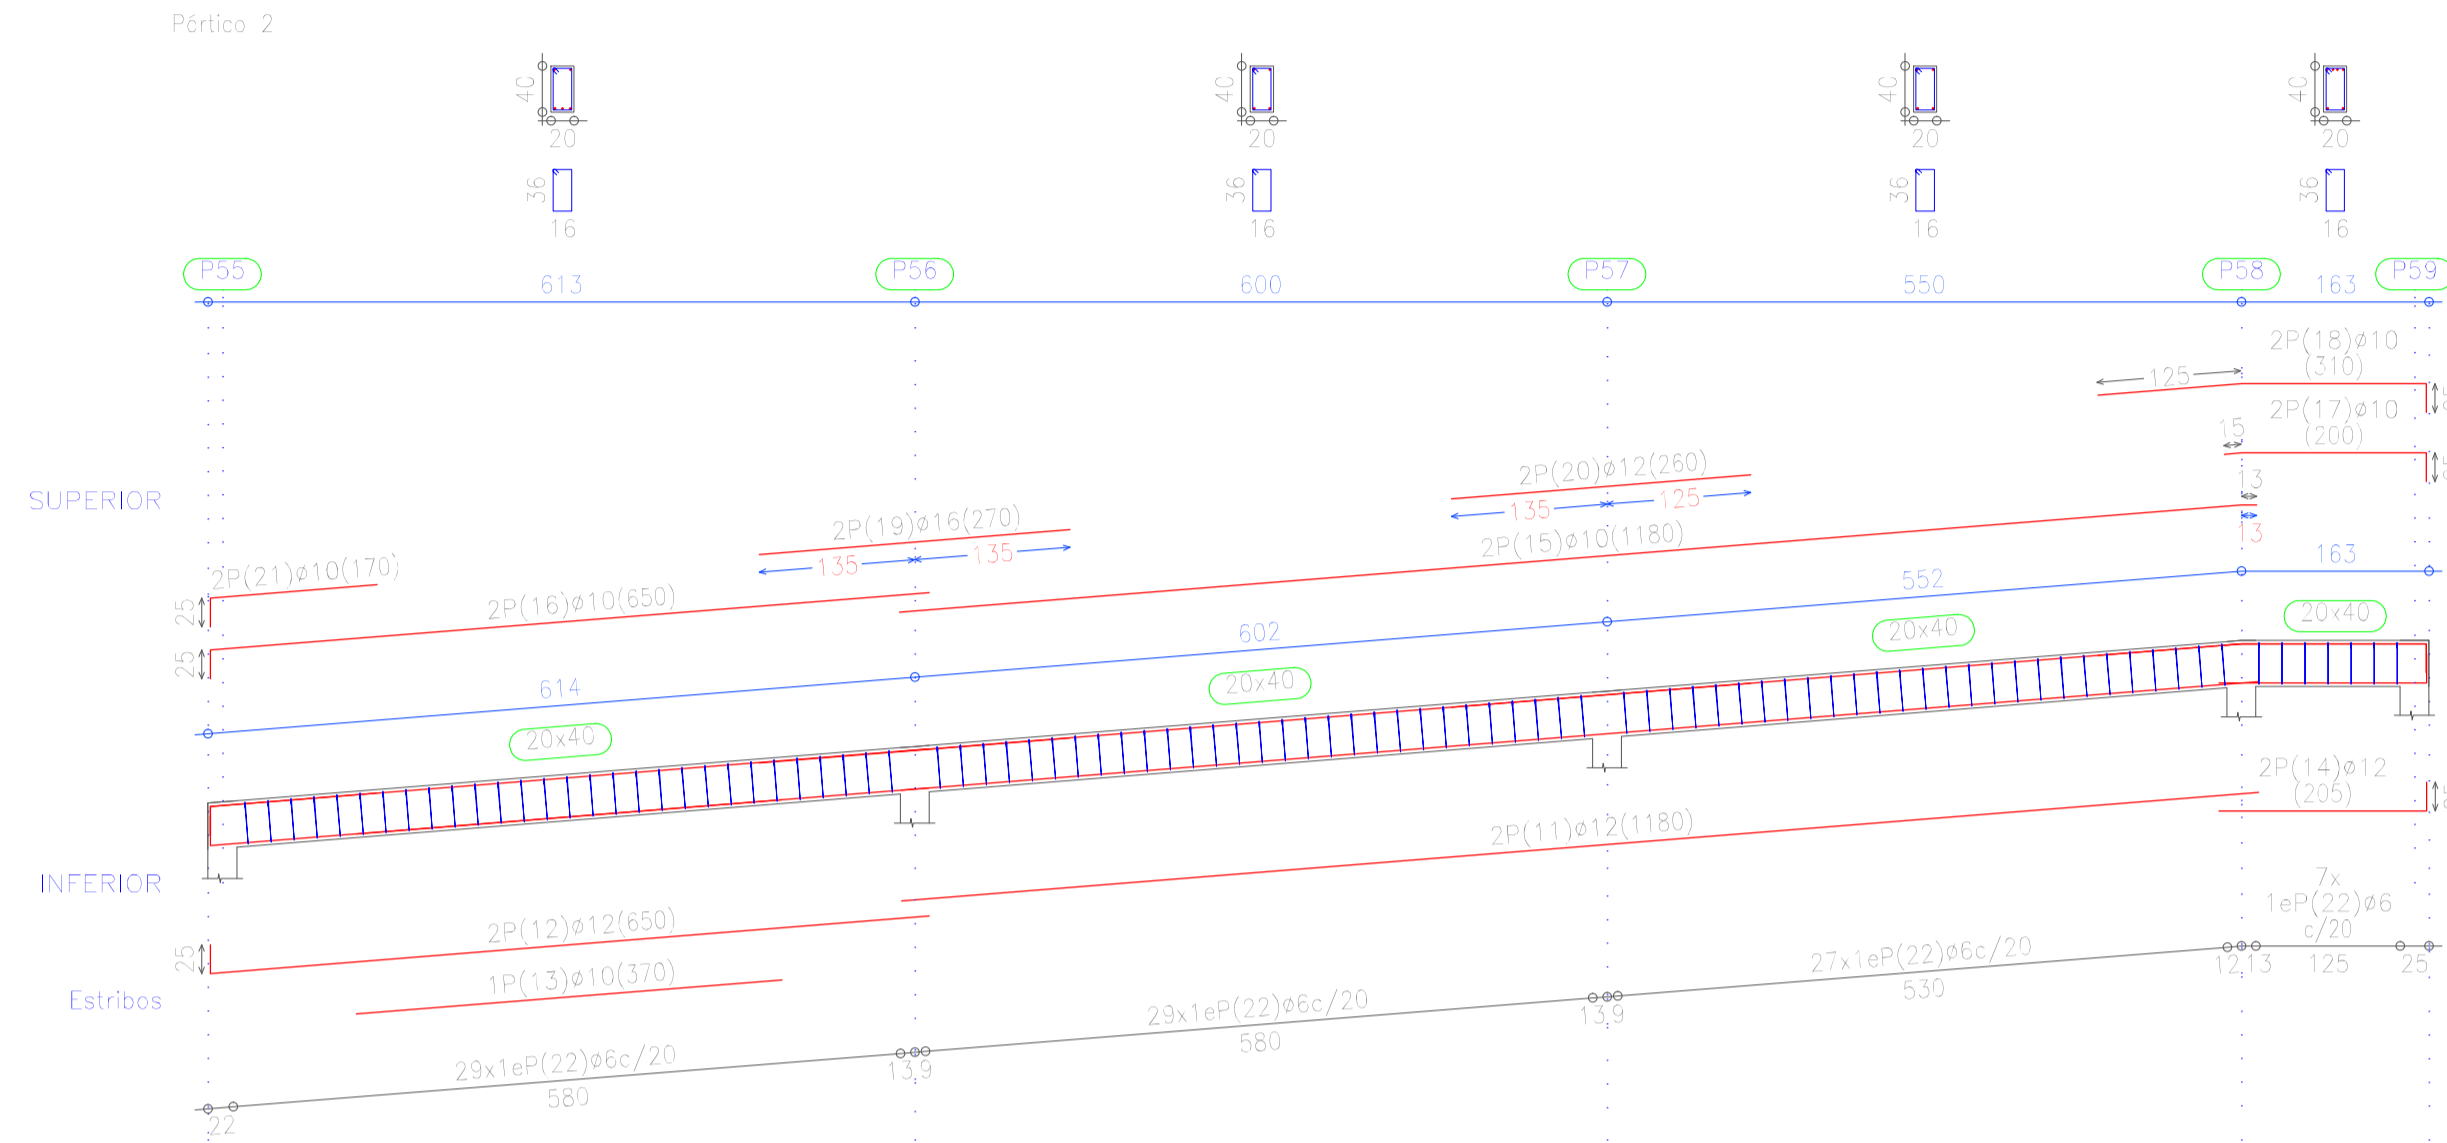 Pórtico 2
40 40 40 40
20 20 20 20
36 36 36 36
16 16 16 16
P55 P56 P57 P58 P59
613 600 550 163
2P(18)ø10
(310)
125
2P(17)ø10
(200)
15
13
SUPERIOR
2P(20)ø12(260)
135 125
13
2P(19)ø16(270)
135 135
2P(15)ø10(1180)
163
2P(21)ø10(170)
25
2P(16)ø10(650)
25
552
602
614
20x40
20x40
20x40
20x40
2P(14)ø12
(205)
2P(11)ø12(1180)
INFERIOR
2P(12)ø12(650)
25
1P(13)ø10(370)
7x
1eP(22)ø6
c/20
Estribos
27x1eP(22)ø6c/20
530
12,13 125 25
29x1eP(22)ø6c/20
580
13,9
29x1eP(22)ø6c/20
580
13,9
22